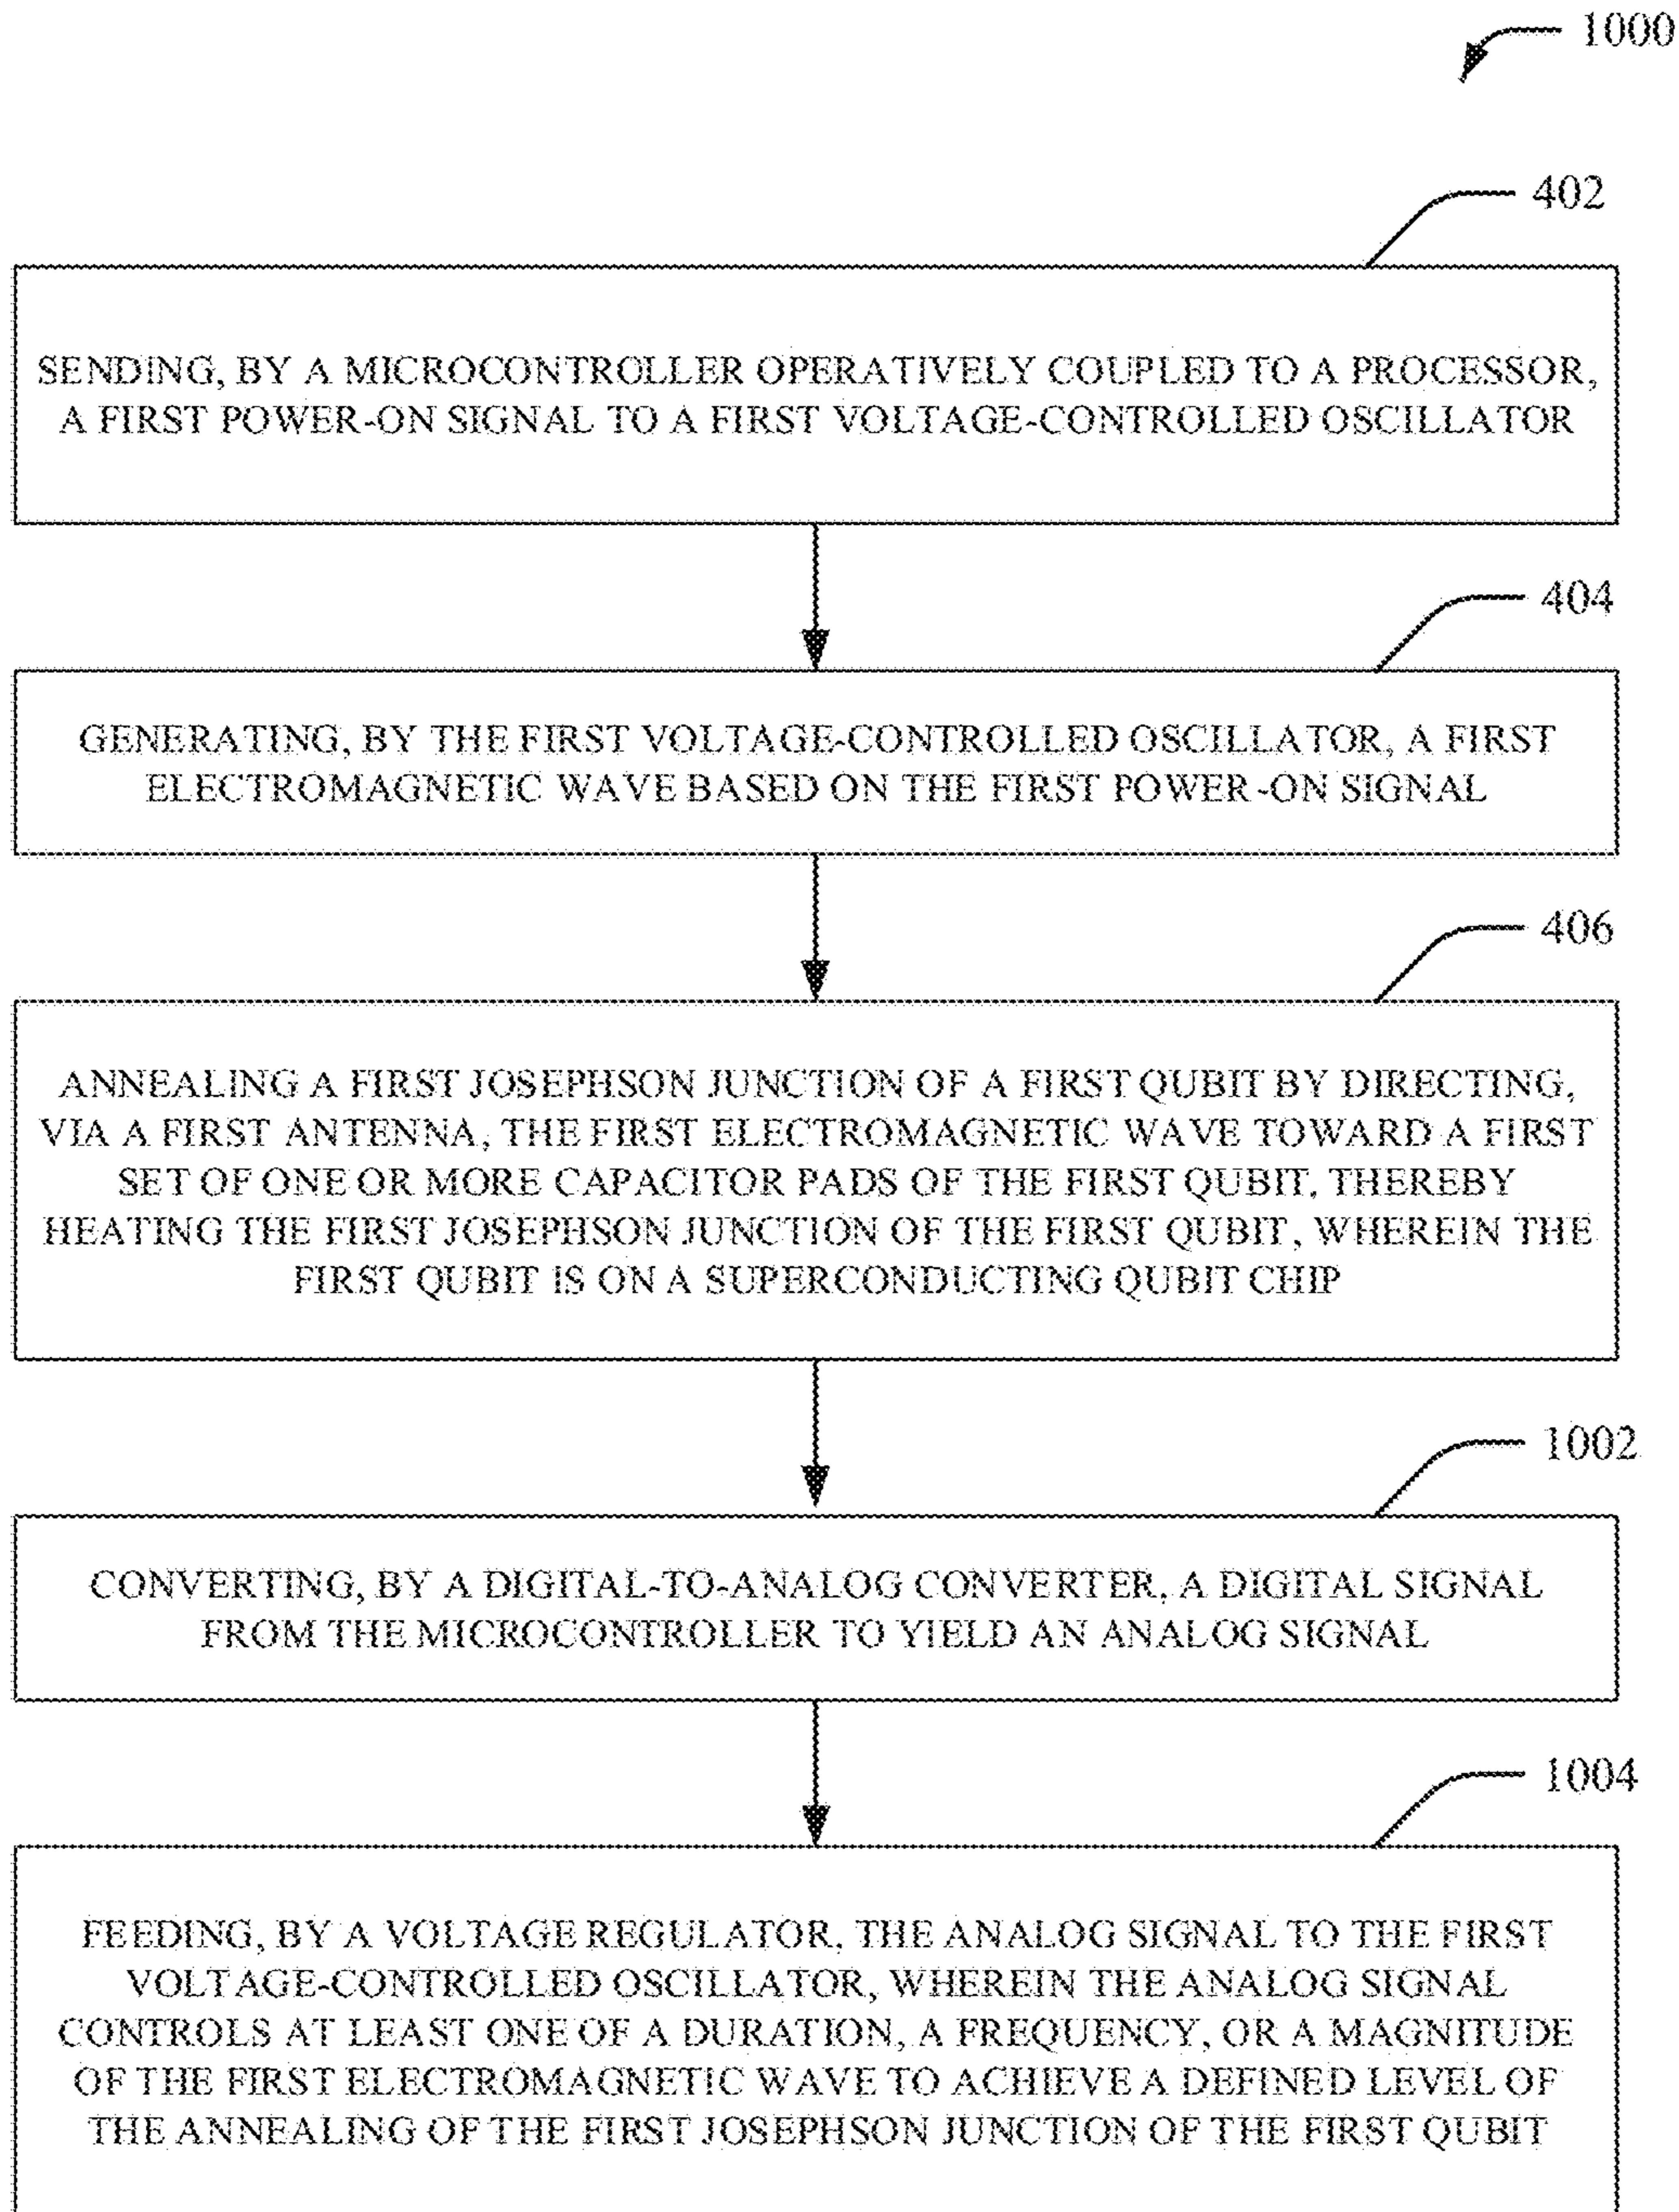 1000
402
SENDING, BY A MICROCONTROLLER OPERATIVELY COUPLED TO A PROCESSOR,
A FIRST POWER-ON SIGNAL TO A FIRST VOLTAGE-CONTROLLED OSCILLATOR
404
GENERATING, BY THE FIRST VOLTAGE-CONTROLLED OSCILLATOR, A FIRST
ELECTROMAGNETIC WAVE BASED ON THE FIRST POWER-ON SIGNAL
406
ANNEALING A FIRST JOSEPHSON JUNCTION OF A FIRST QUBIT BY DIRECTING,
VIA A FIRST ANTENNA, THE FIRST ELECTROMAGNETIC WAVE TOWARD A FIRST
SET OF ONE OR MORE CAPACITOR PADS OF THE FIRST QUBIT, THEREBY
HEATING THE FIRST JOSEPHSON JUNCTION OF THE FIRST QUBIT, WHEREIN THE
FIRST QUBIT IS ON A SUPERCONDUCTING QUBIT CHIP
1002
CONVERTING, BY A DIGITAL-TO-ANALOG CONVERTER, A DIGITAL SIGNAL
FROM THE MICROCONTROLLER TO YIELD AN ANALOG SIGNAL
1004
FEEDING, BY A VOLTAGE REGULATOR, THE ANALOG SIGNAL TO THE FIRST
VOLTAGE-CONTROLLED OSCILLATOR, WHEREIN THE ANALOG SIGNAL
CONTROLS AT LEAST ONE OF A DURATION, A FREQUENCY, OR A MAGNITUDE
OF THE FIRST ELECTROMAGNETIC WAVE TO ACHIEVE A DEFINED LEVEL OF
THE ANNEALING OF THE FIRST JOSEPHSON JUNCTION OF THE FIRST QUBIT